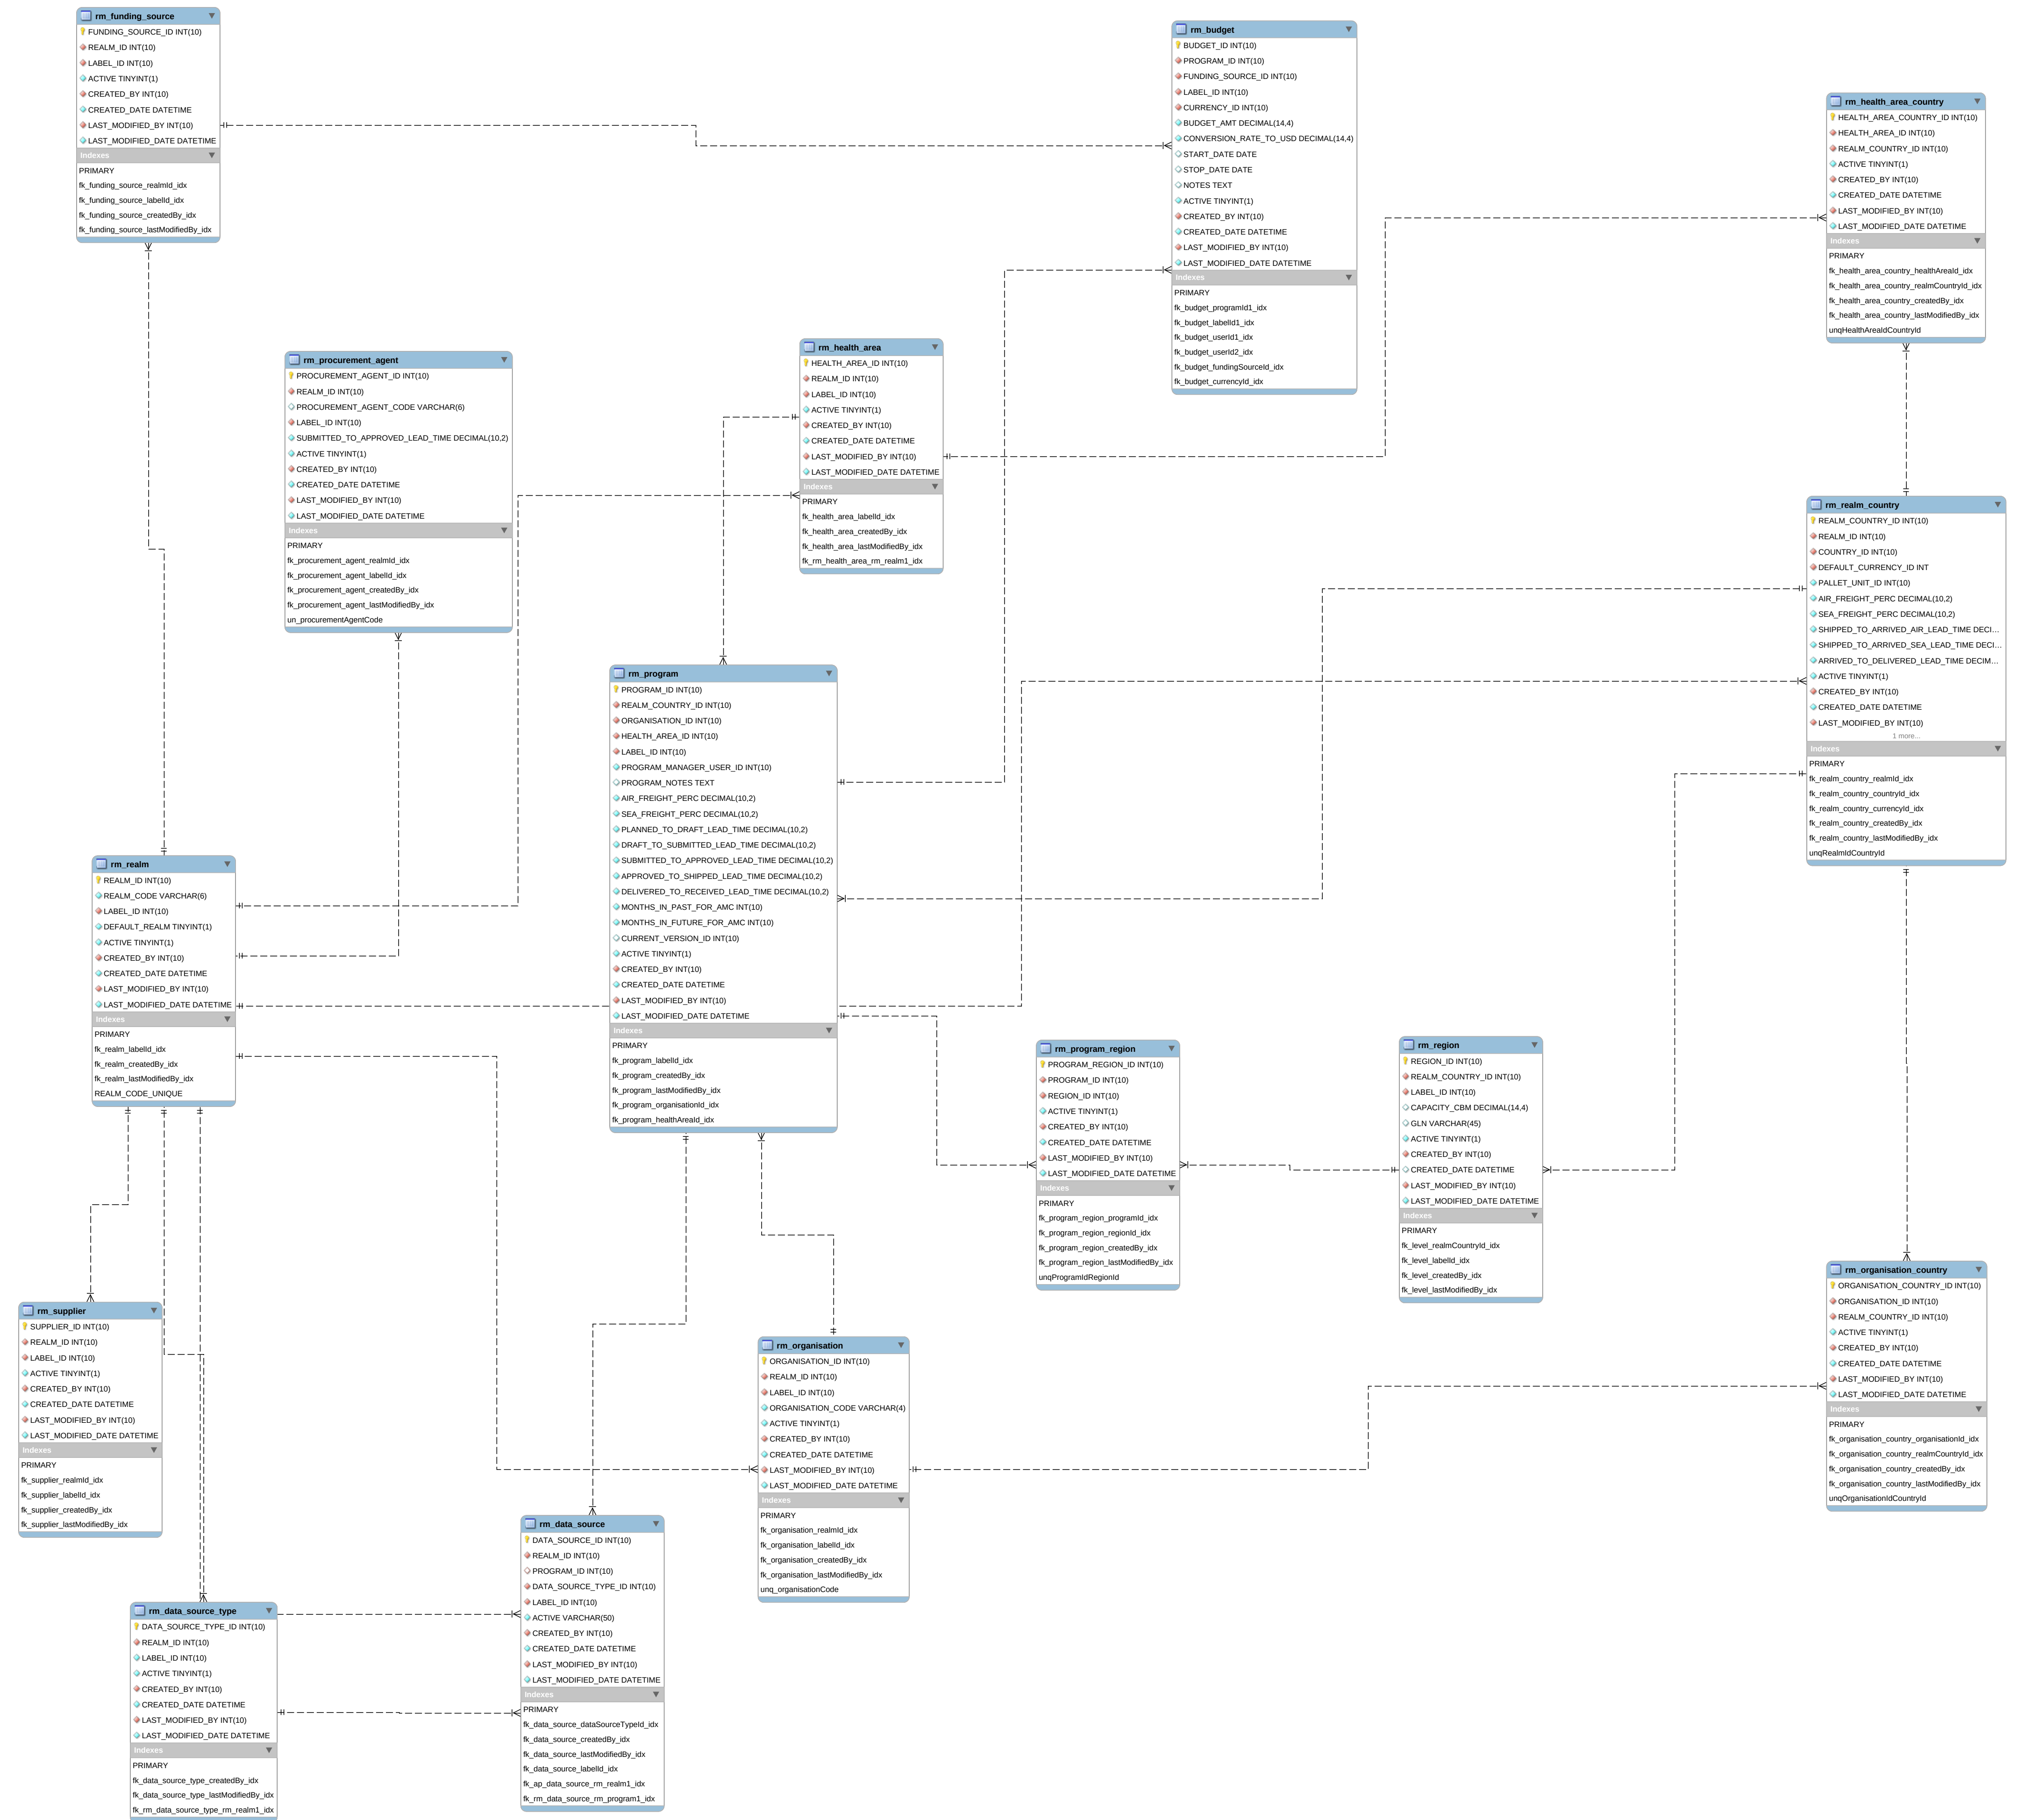 rm_funding_source
FUNDING_SOURCE_ID INT(10)
REALM_ID INT(10)
LABEL_ID INT(10)
ACTIVE TINYINT(1)
CREATED_BY INT(10)
CREATED_DATE DATETIME
LAST_MODIFIED_BY INT(10)
LAST_MODIFIED_DATE DATETIME
Indexes
PRIMARY
fk_funding_source_realmId_idx
fk_funding_source_labelId_idx
fk_funding_source_createdBy_idx
fk_funding_source_lastModifiedBy_idx
rm_budget
BUDGET_ID INT(10)
PROGRAM_ID INT(10)
FUNDING_SOURCE_ID INT(10)
LABEL_ID INT(10)
CURRENCY_ID INT(10)
BUDGET_AMT DECIMAL(14,4)
CONVERSION_RATE_TO_USD DECIMAL(14,4)
START_DATE DATE
STOP_DATE DATE
NOTES TEXT
ACTIVE TINYINT(1)
CREATED_BY INT(10)
CREATED_DATE DATETIME
LAST_MODIFIED_BY INT(10)
LAST_MODIFIED_DATE DATETIME
Indexes
PRIMARY
fk_budget_programId1_idx
fk_budget_labelId1_idx
fk_budget_userId1_idx
fk_budget_userId2_idx
fk_budget_fundingSourceId_idx
fk_budget_currencyId_idx
rm_health_area_country
HEALTH_AREA_COUNTRY_ID INT(10)
HEALTH_AREA_ID INT(10)
REALM_COUNTRY_ID INT(10)
ACTIVE TINYINT(1)
CREATED_BY INT(10)
CREATED_DATE DATETIME
LAST_MODIFIED_BY INT(10)
LAST_MODIFIED_DATE DATETIME
Indexes
PRIMARY
fk_health_area_country_healthAreaId_idx
fk_health_area_country_realmCountryId_idx
fk_health_area_country_createdBy_idx
fk_health_area_country_lastModifiedBy_idx
unqHealthAreaIdCountryId
rm_procurement_agent
PROCUREMENT_AGENT_ID INT(10)
REALM_ID INT(10)
PROCUREMENT_AGENT_CODE VARCHAR(6)
LABEL_ID INT(10)
SUBMITTED_TO_APPROVED_LEAD_TIME DECIMAL(10,2)
ACTIVE TINYINT(1)
CREATED_BY INT(10)
CREATED_DATE DATETIME
LAST_MODIFIED_BY INT(10)
LAST_MODIFIED_DATE DATETIME
Indexes
PRIMARY
fk_procurement_agent_realmId_idx
fk_procurement_agent_labelId_idx
fk_procurement_agent_createdBy_idx
fk_procurement_agent_lastModifiedBy_idx
un_procurementAgentCode
rm_health_area
HEALTH_AREA_ID INT(10)
REALM_ID INT(10)
LABEL_ID INT(10)
ACTIVE TINYINT(1)
CREATED_BY INT(10)
CREATED_DATE DATETIME
LAST_MODIFIED_BY INT(10)
LAST_MODIFIED_DATE DATETIME
Indexes
PRIMARY
fk_health_area_labelId_idx
fk_health_area_createdBy_idx
fk_health_area_lastModifiedBy_idx
fk_rm_health_area_rm_realm1_idx
rm_realm_country
REALM_COUNTRY_ID INT(10)
REALM_ID INT(10)
COUNTRY_ID INT(10)
DEFAULT_CURRENCY_ID INT
PALLET_UNIT_ID INT(10)
AIR_FREIGHT_PERC DECIMAL(10,2)
SEA_FREIGHT_PERC DECIMAL(10,2)
SHIPPED_TO_ARRIVED_AIR_LEAD_TIME DECI...
SHIPPED_TO_ARRIVED_SEA_LEAD_TIME DECI...
ARRIVED_TO_DELIVERED_LEAD_TIME DECIM...
ACTIVE TINYINT(1)
CREATED_BY INT(10)
CREATED_DATE DATETIME
LAST_MODIFIED_BY INT(10)
1 more...
Indexes
PRIMARY
fk_realm_country_realmId_idx
fk_realm_country_countryId_idx
fk_realm_country_currencyId_idx
fk_realm_country_createdBy_idx
fk_realm_country_lastModifiedBy_idx
unqRealmIdCountryId
rm_program
PROGRAM_ID INT(10)
REALM_COUNTRY_ID INT(10)
ORGANISATION_ID INT(10)
HEALTH_AREA_ID INT(10)
LABEL_ID INT(10)
PROGRAM_MANAGER_USER_ID INT(10)
PROGRAM_NOTES TEXT
AIR_FREIGHT_PERC DECIMAL(10,2)
SEA_FREIGHT_PERC DECIMAL(10,2)
PLANNED_TO_DRAFT_LEAD_TIME DECIMAL(10,2)
DRAFT_TO_SUBMITTED_LEAD_TIME DECIMAL(10,2)
SUBMITTED_TO_APPROVED_LEAD_TIME DECIMAL(10,2)
APPROVED_TO_SHIPPED_LEAD_TIME DECIMAL(10,2)
DELIVERED_TO_RECEIVED_LEAD_TIME DECIMAL(10,2)
MONTHS_IN_PAST_FOR_AMC INT(10)
MONTHS_IN_FUTURE_FOR_AMC INT(10)
CURRENT_VERSION_ID INT(10)
ACTIVE TINYINT(1)
CREATED_BY INT(10)
CREATED_DATE DATETIME
LAST_MODIFIED_BY INT(10)
LAST_MODIFIED_DATE DATETIME
Indexes
PRIMARY
fk_program_labelId_idx
fk_program_createdBy_idx
fk_program_lastModifiedBy_idx
fk_program_organisationId_idx
fk_program_healthAreaId_idx
rm_realm
REALM_ID INT(10)
REALM_CODE VARCHAR(6)
LABEL_ID INT(10)
DEFAULT_REALM TINYINT(1)
ACTIVE TINYINT(1)
CREATED_BY INT(10)
CREATED_DATE DATETIME
LAST_MODIFIED_BY INT(10)
LAST_MODIFIED_DATE DATETIME
Indexes
PRIMARY
fk_realm_labelId_idx
fk_realm_createdBy_idx
fk_realm_lastModifiedBy_idx
REALM_CODE_UNIQUE
rm_program_region
PROGRAM_REGION_ID INT(10)
PROGRAM_ID INT(10)
REGION_ID INT(10)
ACTIVE TINYINT(1)
CREATED_BY INT(10)
CREATED_DATE DATETIME
LAST_MODIFIED_BY INT(10)
LAST_MODIFIED_DATE DATETIME
Indexes
PRIMARY
fk_program_region_programId_idx
fk_program_region_regionId_idx
fk_program_region_createdBy_idx
fk_program_region_lastModifiedBy_idx
unqProgramIdRegionId
rm_region
REGION_ID INT(10)
REALM_COUNTRY_ID INT(10)
LABEL_ID INT(10)
CAPACITY_CBM DECIMAL(14,4)
GLN VARCHAR(45)
ACTIVE TINYINT(1)
CREATED_BY INT(10)
CREATED_DATE DATETIME
LAST_MODIFIED_BY INT(10)
LAST_MODIFIED_DATE DATETIME
Indexes
PRIMARY
fk_level_realmCountryId_idx
fk_level_labelId_idx
fk_level_createdBy_idx
fk_level_lastModifiedBy_idx
rm_organisation_country
ORGANISATION_COUNTRY_ID INT(10)
ORGANISATION_ID INT(10)
REALM_COUNTRY_ID INT(10)
ACTIVE TINYINT(1)
CREATED_BY INT(10)
CREATED_DATE DATETIME
LAST_MODIFIED_BY INT(10)
LAST_MODIFIED_DATE DATETIME
Indexes
PRIMARY
fk_organisation_country_organisationId_idx
fk_organisation_country_realmCountryId_idx
fk_organisation_country_createdBy_idx
fk_organisation_country_lastModifiedBy_idx
unqOrganisationIdCountryId
rm_supplier
SUPPLIER_ID INT(10)
REALM_ID INT(10)
LABEL_ID INT(10)
ACTIVE TINYINT(1)
CREATED_BY INT(10)
CREATED_DATE DATETIME
LAST_MODIFIED_BY INT(10)
LAST_MODIFIED_DATE DATETIME
Indexes
PRIMARY
fk_supplier_realmId_idx
fk_supplier_labelId_idx
fk_supplier_createdBy_idx
fk_supplier_lastModifiedBy_idx
rm_organisation
ORGANISATION_ID INT(10)
REALM_ID INT(10)
LABEL_ID INT(10)
ORGANISATION_CODE VARCHAR(4)
ACTIVE TINYINT(1)
CREATED_BY INT(10)
CREATED_DATE DATETIME
LAST_MODIFIED_BY INT(10)
LAST_MODIFIED_DATE DATETIME
Indexes
PRIMARY
fk_organisation_realmId_idx
fk_organisation_labelId_idx
fk_organisation_createdBy_idx
fk_organisation_lastModifiedBy_idx
unq_organisationCode
rm_data_source
DATA_SOURCE_ID INT(10)
REALM_ID INT(10)
PROGRAM_ID INT(10)
DATA_SOURCE_TYPE_ID INT(10)
LABEL_ID INT(10)
ACTIVE VARCHAR(50)
CREATED_BY INT(10)
CREATED_DATE DATETIME
LAST_MODIFIED_BY INT(10)
LAST_MODIFIED_DATE DATETIME
Indexes
PRIMARY
fk_data_source_dataSourceTypeId_idx
fk_data_source_createdBy_idx
fk_data_source_lastModifiedBy_idx
fk_data_source_labelId_idx
fk_ap_data_source_rm_realm1_idx
fk_rm_data_source_rm_program1_idx
rm_data_source_type
DATA_SOURCE_TYPE_ID INT(10)
REALM_ID INT(10)
LABEL_ID INT(10)
ACTIVE TINYINT(1)
CREATED_BY INT(10)
CREATED_DATE DATETIME
LAST_MODIFIED_BY INT(10)
LAST_MODIFIED_DATE DATETIME
Indexes
PRIMARY
fk_data_source_type_createdBy_idx
fk_data_source_type_lastModifiedBy_idx
fk_rm_data_source_type_rm_realm1_idx